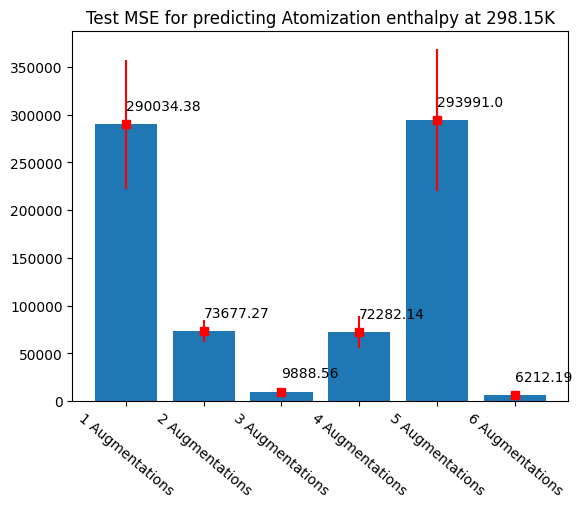 Test MSE for predicting Atomization enthalpy at 298.15K
350000
300000
250000
200000
150000
100000
50000
0
290034.38
73677.27
9888.56
72282.14
293991.0
6212.19
1 Augmentations
2 Augmentations
3 Augmentations
4 Augmentations
5 Augmentations
6 Augmentations